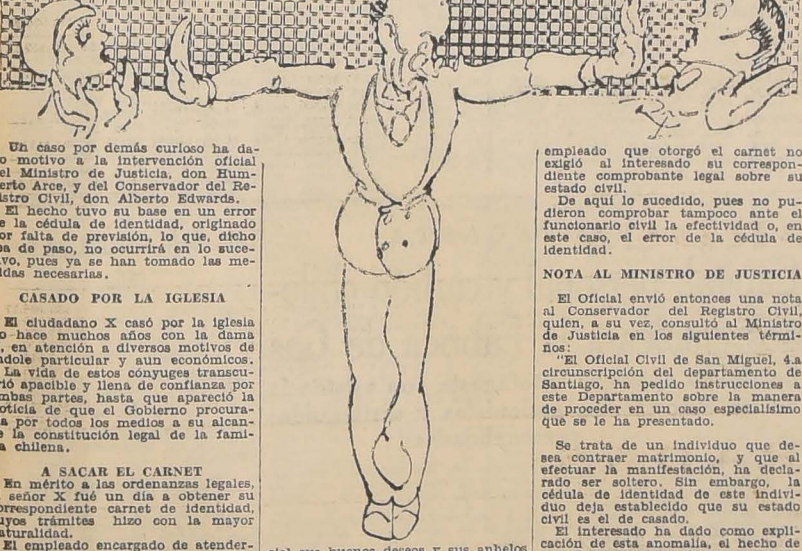 Un caso por demás curioso ha da-
o motivo a la intervención oficial
el Ministro de Justicia, don Hum-
erto Arce, y del Conservador del Re-
istro Civil, don Alberto Edwards.
El hecho tuvo su base en un error
e la cédula de identidad, originado
or falta de previsión, lo que, dicho
ea de paso, no ocurrirá en lo suce-
vo, pues ya se han tomado las me-
idas necesarias.
CASADO POR LA IGLESIA
El ciudadano X casó por la iglesia
o hace muchos años con la dama
, en atención a diversos motivos de
ndole particular y aun económicos.
La vida de estos cónyuges transcu-
rió apacible y llena de confianza por
mbas partes, hasta que apareció la
oticia de que el Gobierno procura-
a por todos los medios a su alcan-
e la constitución legal de la fami-
a chilena.
A SACAR EL CARNET
En mérito a las ordenanzas legales,
señor X fué un día a obtener su
orrespondiente carnet de identidad,
uyos trámites hizo con la mayor
aturalidad.
El empleado encargado de atender-
cial sus buenos deseos y sus anhelos
empleado que otorgó el carnet no
exigió al interesado su correspon-
diente comprobante legal sobre su
estado civil.
De aquí lo sucedido, pues no pu-
dieron comprobar tampoco ante el
funcionario civil la efectividad o, en
este caso, el error de la cédula de
identidad.
NOTA AL MINISTRO DE JUSTICIA
El Oficial envió entonces una nota
al Conservador del Registro Civil,
quien, a su vez, consultó al Ministro
de Justicia en los siguientes térmi-
nos:
"El Oficial Civil de San Miguel, 4.a
circunscripción del departamento de
Santiago, ha pedido instrucciones a
este Departamento sobre la manera
de proceder en un caso especialísimo
que se le ha presentado.
Se trata de un individuo que de-
sea contraer matrimonio, y que al
efectuar la manifestación, ha decla-
rado ser soltero. Sin embargo, la
cédula de identidad de este indivi-
duo deja establecido que su estado
civil es el de casado.
El interesado ha dado como expli-
cación de esta anomalía, el hecho de